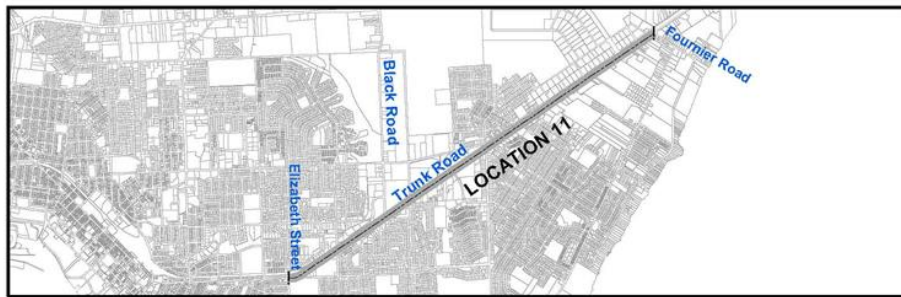 Fournier Road
Black Road
LOCATION 11
Trunk Road
Elizabeth Street